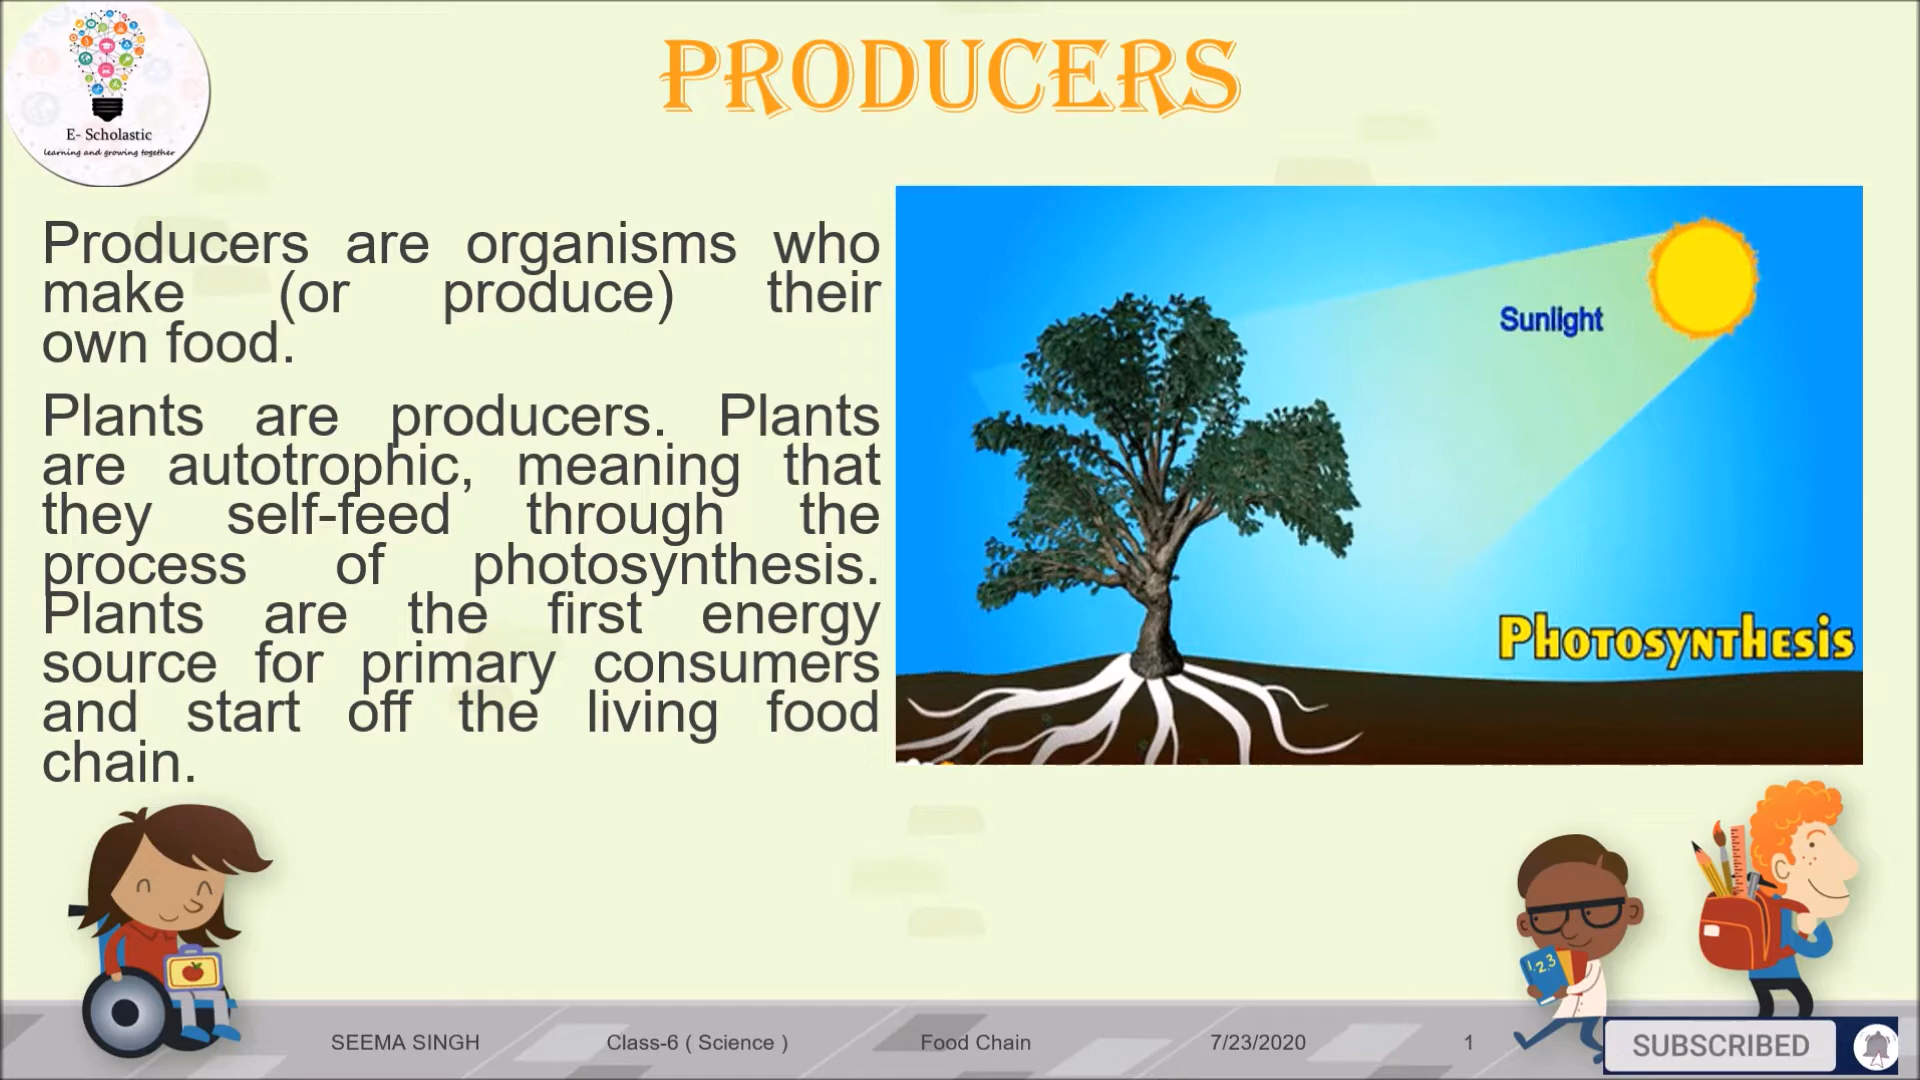 E- Scholastic
learning and growing together
PRODUCERS
Producers are organisms who
make (or produce) their
own food.
Plants are producers. Plants
are autotrophic, meaning that
they self-feed through the
process of photosynthesis.
Plants are the first energy
source for primary consumers
and start off the living food
chain.
Sunlight
Photosynthesis
1.2.3
SEEMA SINGH Class-6 ( Science ) Food Chain 7/23/2020 1
SUBSCRIBED